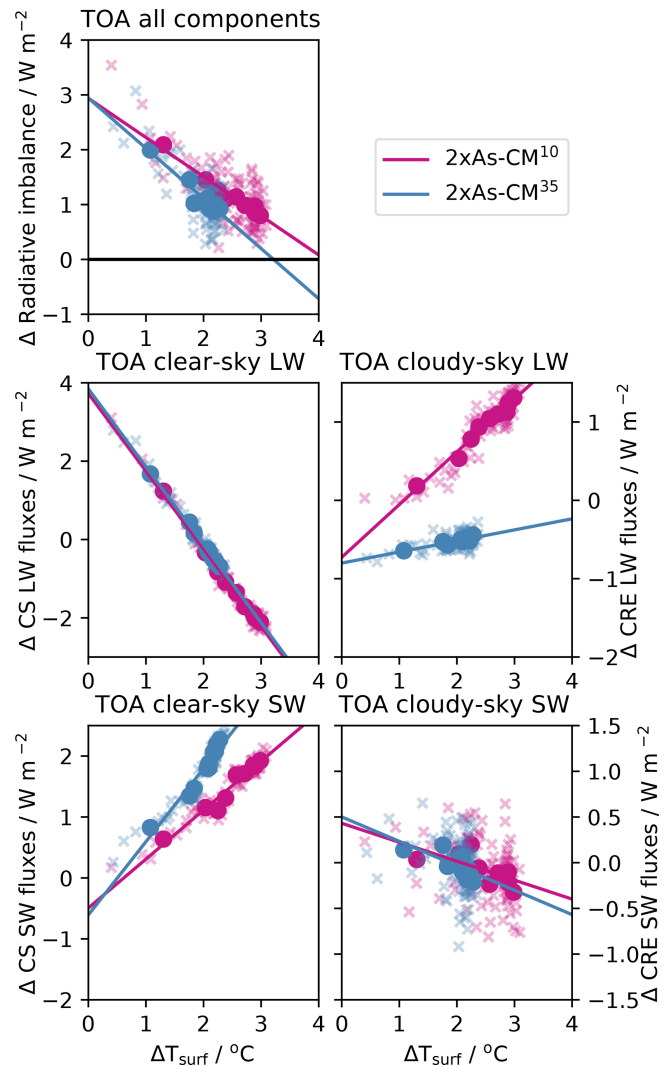 TOA all components
4
3
2
1
0
−1
Δ Radiative imbalance / W m⁻²
0 1 2 3 4
2xAs-CM¹⁰
2xAs-CM³⁵
TOA clear-sky LW
4
2
0
−2
Δ CS LW fluxes / W m⁻²
0 1 2 3 4
TOA cloudy-sky LW
1
0
−1
−2
Δ CRE LW fluxes / W m⁻²
0 1 2 3 4
TOA clear-sky SW
2
1
0
−1
−2
Δ CS SW fluxes / W m⁻²
0 1 2 3 4
ΔT_surf / °C
TOA cloudy-sky SW
1.5
1.0
0.5
0.0
−0.5
−1.0
−1.5
Δ CRE SW fluxes / W m⁻²
0 1 2 3 4
ΔT_surf / °C